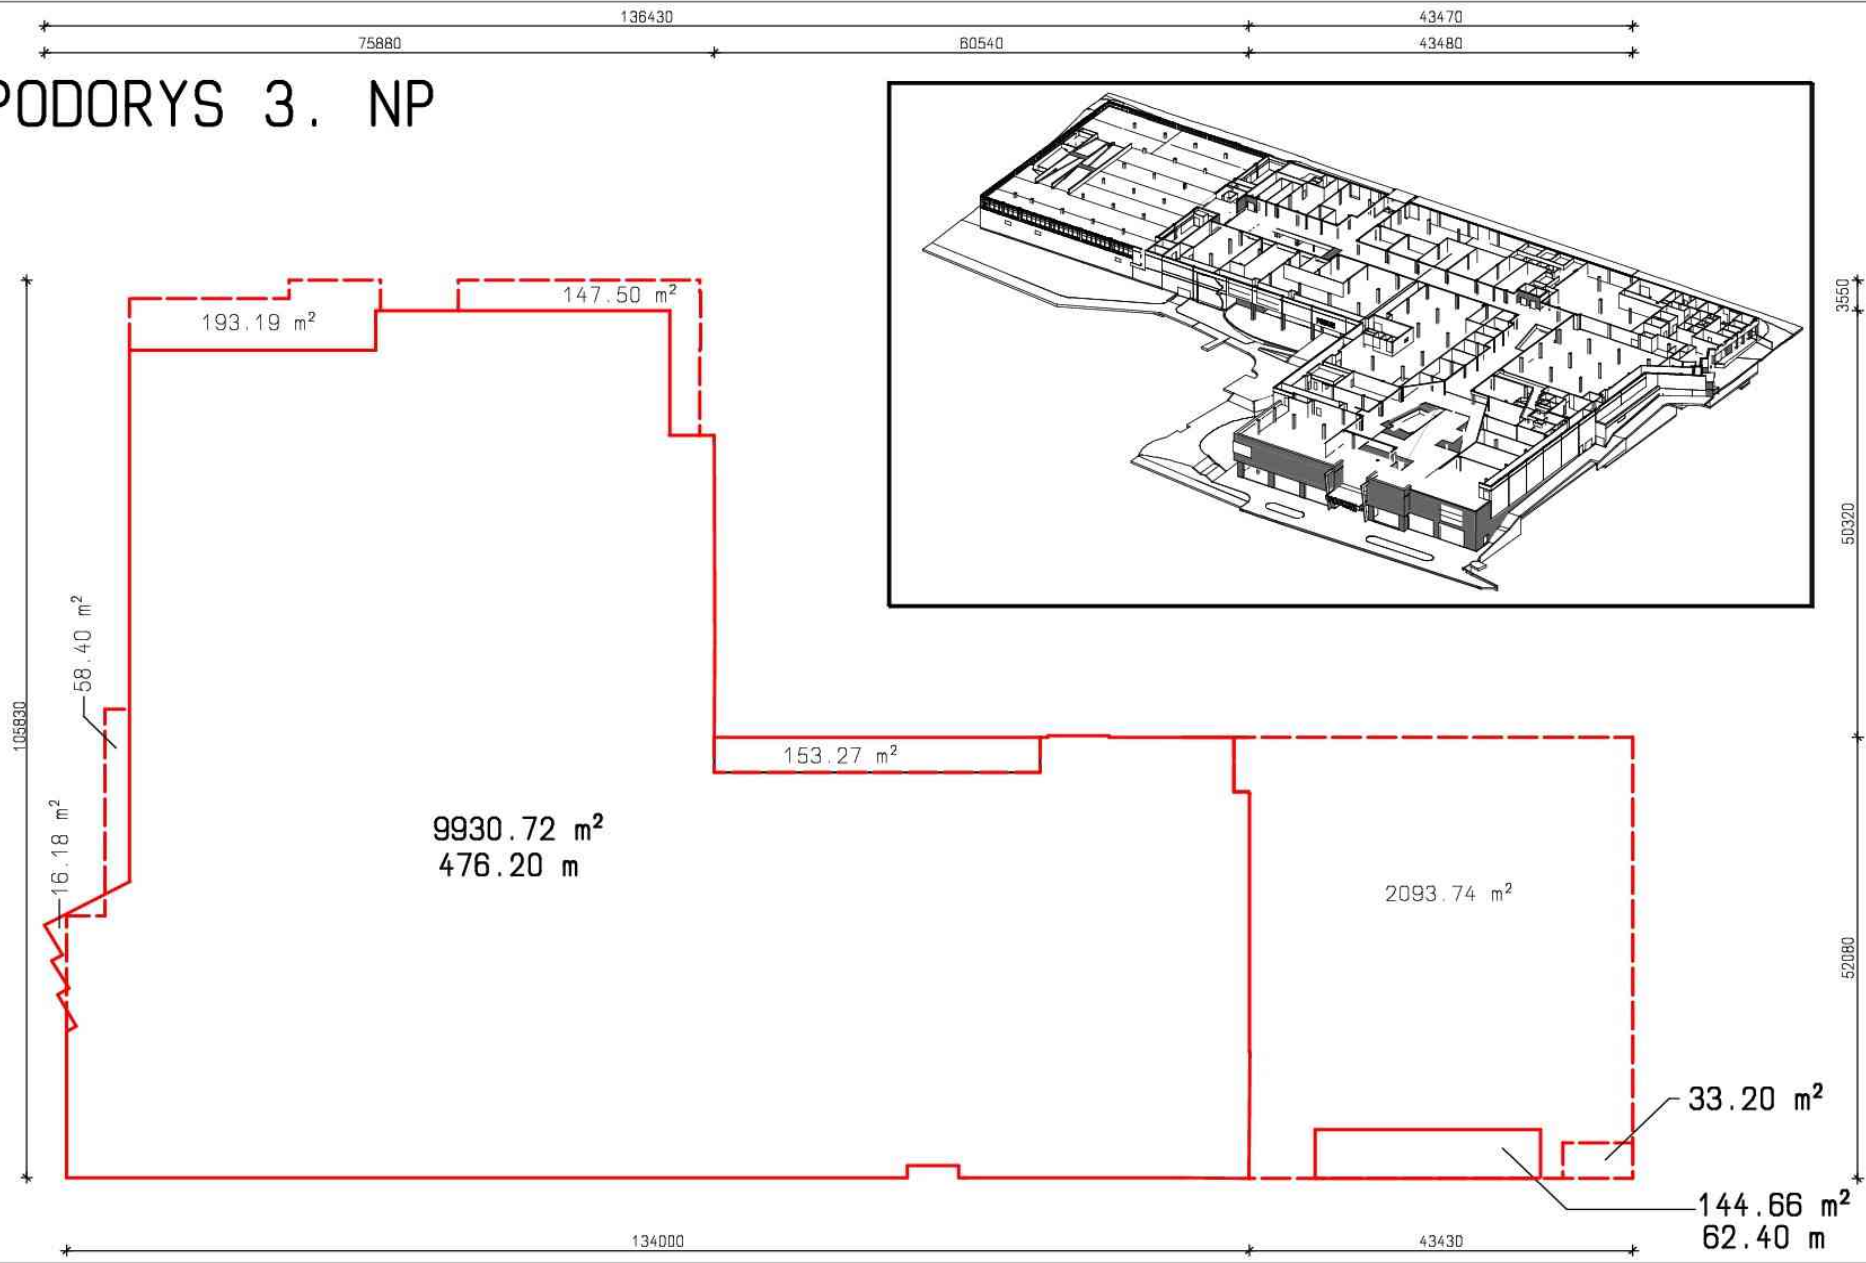 136430
43470
75880
60540
43480
PODORYS 3. NP
147.50 m²
193.19 m²
3550
50320
58.40 m²
105830
153.27 m²
16.18 m²
9930.72 m²
476.20 m
2093.74 m²
52080
33.20 m²
144.66 m²
62.40 m
134000
43430